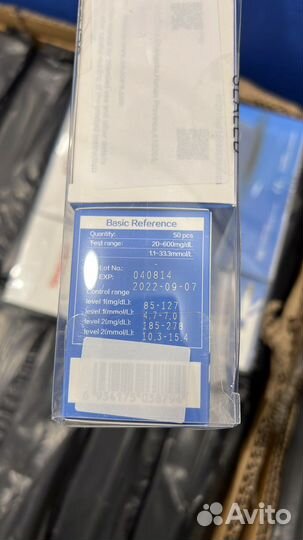 SEALED
Basic Reference
Quantity: 50 pcs
Test range: 20-600mg/dL
1.1-33.3mmol/L
Lot No.: 040814
EXP: 2022-09-07
Control range
level 1(mg/dL): 85-127
level 1(mmol/L): 4.7-7.0
level 2(mg/dL): 185-278
level 2(mmol/L): 10.3-15.4
Avito